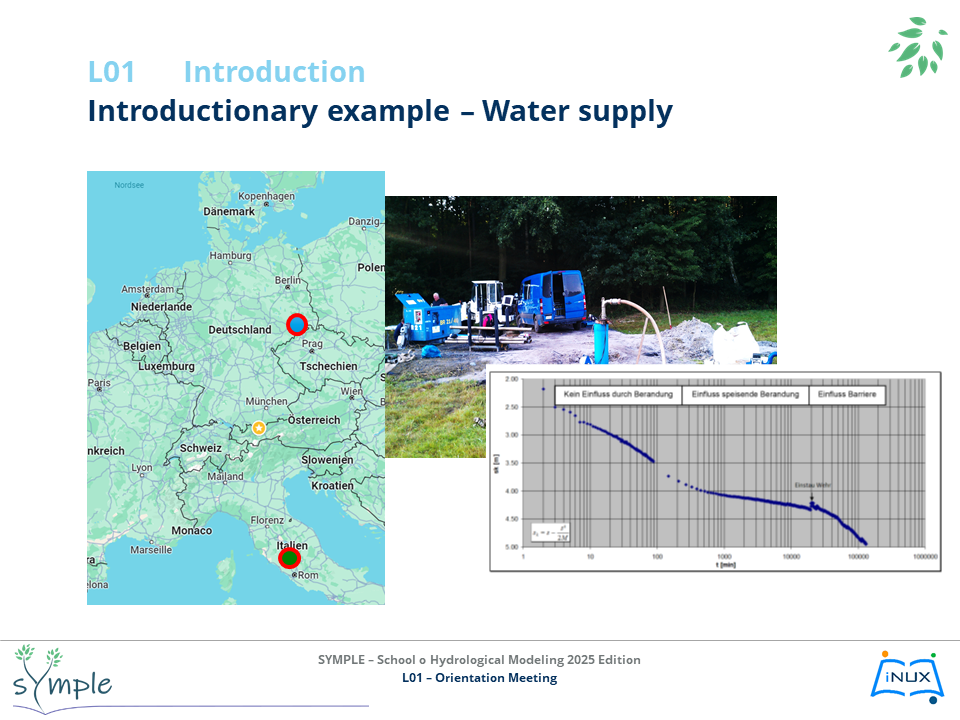 L01 Introduction
Introductionary example – Water supply
Nordsee
Kopenhagen
Dänemark
Danzig
Hamburg
Berlin
Polen
Amsterdam
Niederlande
Deutschland
Belgien
Prag
Luxemburg
Tschechien
S
Paris
Wien
München
B
Österreich
nkreich
Schweiz
Slowenien
Lyon
Mailand
Kroatien
Florenz
Monaco
Italien
Marseille
ra
Rom
elona
2.00
Kein Einfluss durch Berandung
Einfluss speisende Berandung
Einfluss Barriere
2.50
3.00
3.50
sk [m]
4.00
Einstau Wehr
4.50
5.00
1 10 100 1000 10000 100000 1000000
t [min]
SYMPLE – School o Hydrological Modeling 2025 Edition
L01 – Orientation Meeting
symple
iNUX